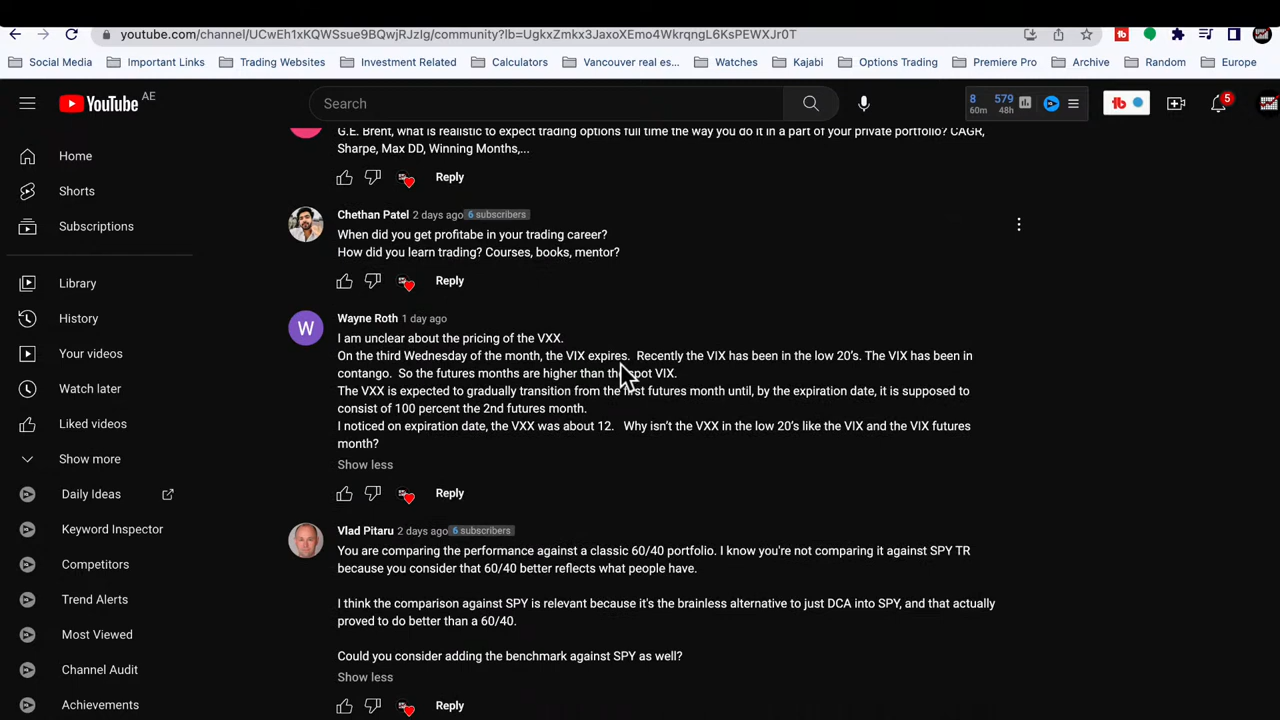 youtube.com/channel/UCwEh1xKQWSsue9BQwjRJzIg/community?lb=UgkxZmkx3JaxoXEmo4WkrqngL6KsPEWXJr0T
Social Media Important Links Trading Websites Investment Related Calculators Vancouver real es... Watches Kajabi Options Trading Premiere Pro Archive Random Europe
YouTube AE
Search
8 60m 579 48h
tb
5
G.E. Brent, what is realistic to expect trading options full time the way you do it in a part of your private portfolio? CAGR,
Sharpe, Max DD, Winning Months,...
Reply
Home
Shorts
Subscriptions
Library
History
Your videos
Watch later
Liked videos
Show more
Daily Ideas
Keyword Inspector
Competitors
Trend Alerts
Most Viewed
Channel Audit
Achievements
Chethan Patel 2 days ago 6 subscribers
When did you get profitabe in your trading career?
How did you learn trading? Courses, books, mentor?
Reply
W
Wayne Roth 1 day ago
I am unclear about the pricing of the VXX.
On the third Wednesday of the month, the VIX expires. Recently the VIX has been in the low 20's. The VIX has been in
contango. So the futures months are higher than the spot VIX.
The VXX is expected to gradually transition from the first futures month until, by the expiration date, it is supposed to
consist of 100 percent the 2nd futures month.
I noticed on expiration date, the VXX was about 12. Why isn't the VXX in the low 20's like the VIX and the VIX futures
month?
Show less
Reply
Vlad Pitaru 2 days ago 6 subscribers
You are comparing the performance against a classic 60/40 portfolio. I know you're not comparing it against SPY TR
because you consider that 60/40 better reflects what people have.
I think the comparison against SPY is relevant because it's the brainless alternative to just DCA into SPY, and that actually
proved to do better than a 60/40.
Could you consider adding the benchmark against SPY as well?
Show less
Reply